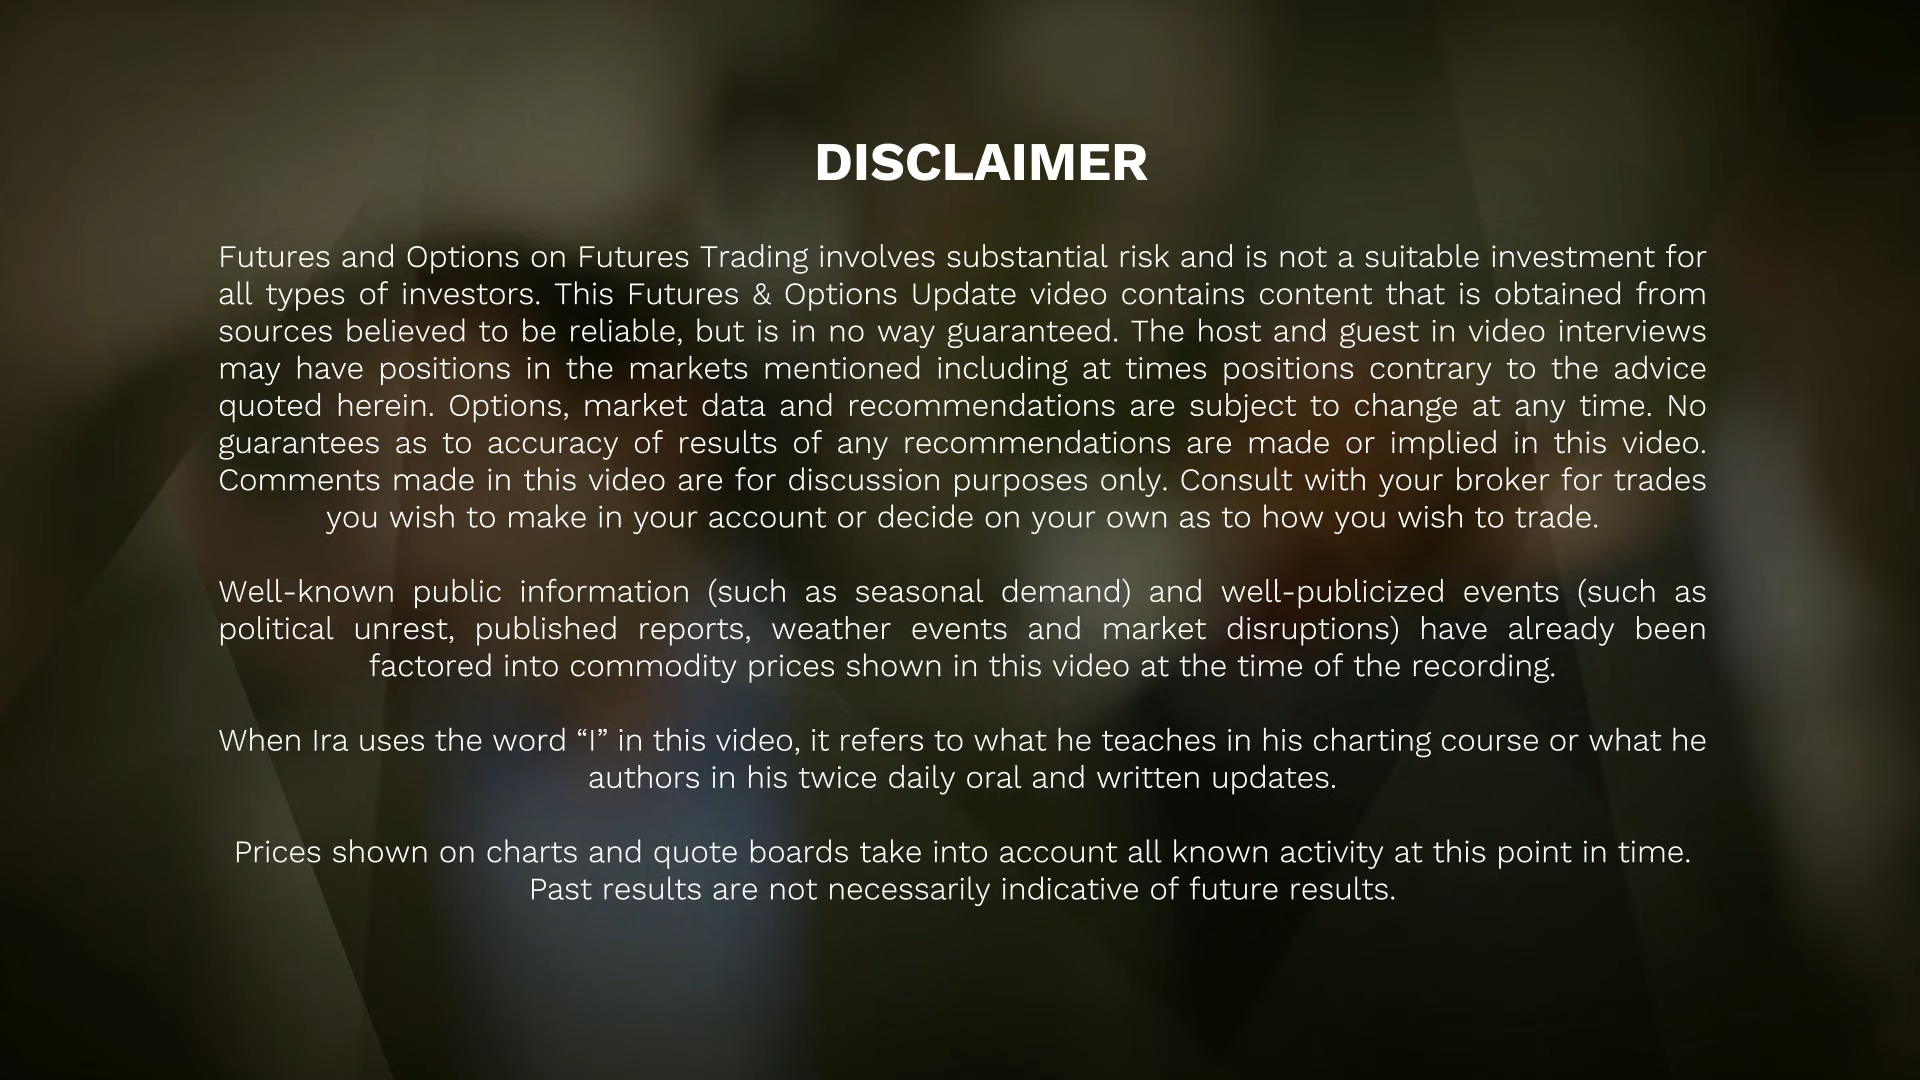 DISCLAIMER
Futures and Options on Futures Trading involves substantial risk and is not a suitable investment for
all types of investors. This Futures & Options Update video contains content that is obtained from
sources believed to be reliable, but is in no way guaranteed. The host and guest in video interviews
may have positions in the markets mentioned including at times positions contrary to the advice
quoted herein. Options, market data and recommendations are subject to change at any time. No
guarantees as to accuracy of results of any recommendations are made or implied in this video.
Comments made in this video are for discussion purposes only. Consult with your broker for trades
you wish to make in your account or decide on your own as to how you wish to trade.
Well-known public information (such as seasonal demand) and well-publicized events (such as
political unrest, published reports, weather events and market disruptions) have already been
factored into commodity prices shown in this video at the time of the recording.
When Ira uses the word “I” in this video, it refers to what he teaches in his charting course or what he
authors in his twice daily oral and written updates.
Prices shown on charts and quote boards take into account all known activity at this point in time.
Past results are not necessarily indicative of future results.